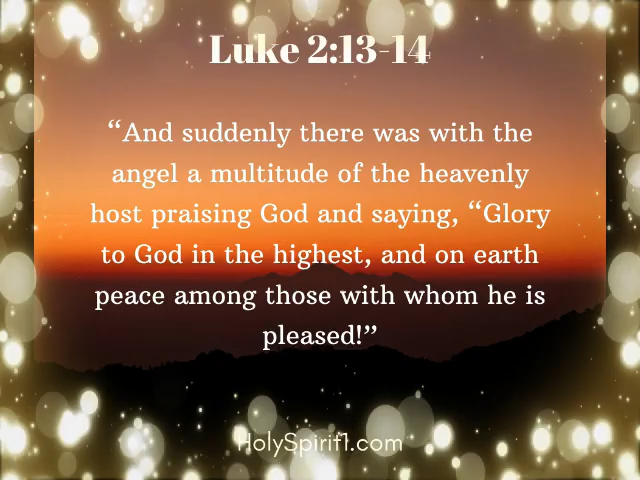 Luke 2:13-14
“And suddenly there was with the
angel a multitude of the heavenly
host praising God and saying, “Glory
to God in the highest, and on earth
peace among those with whom he is
pleased!”
HolySpirit1.com